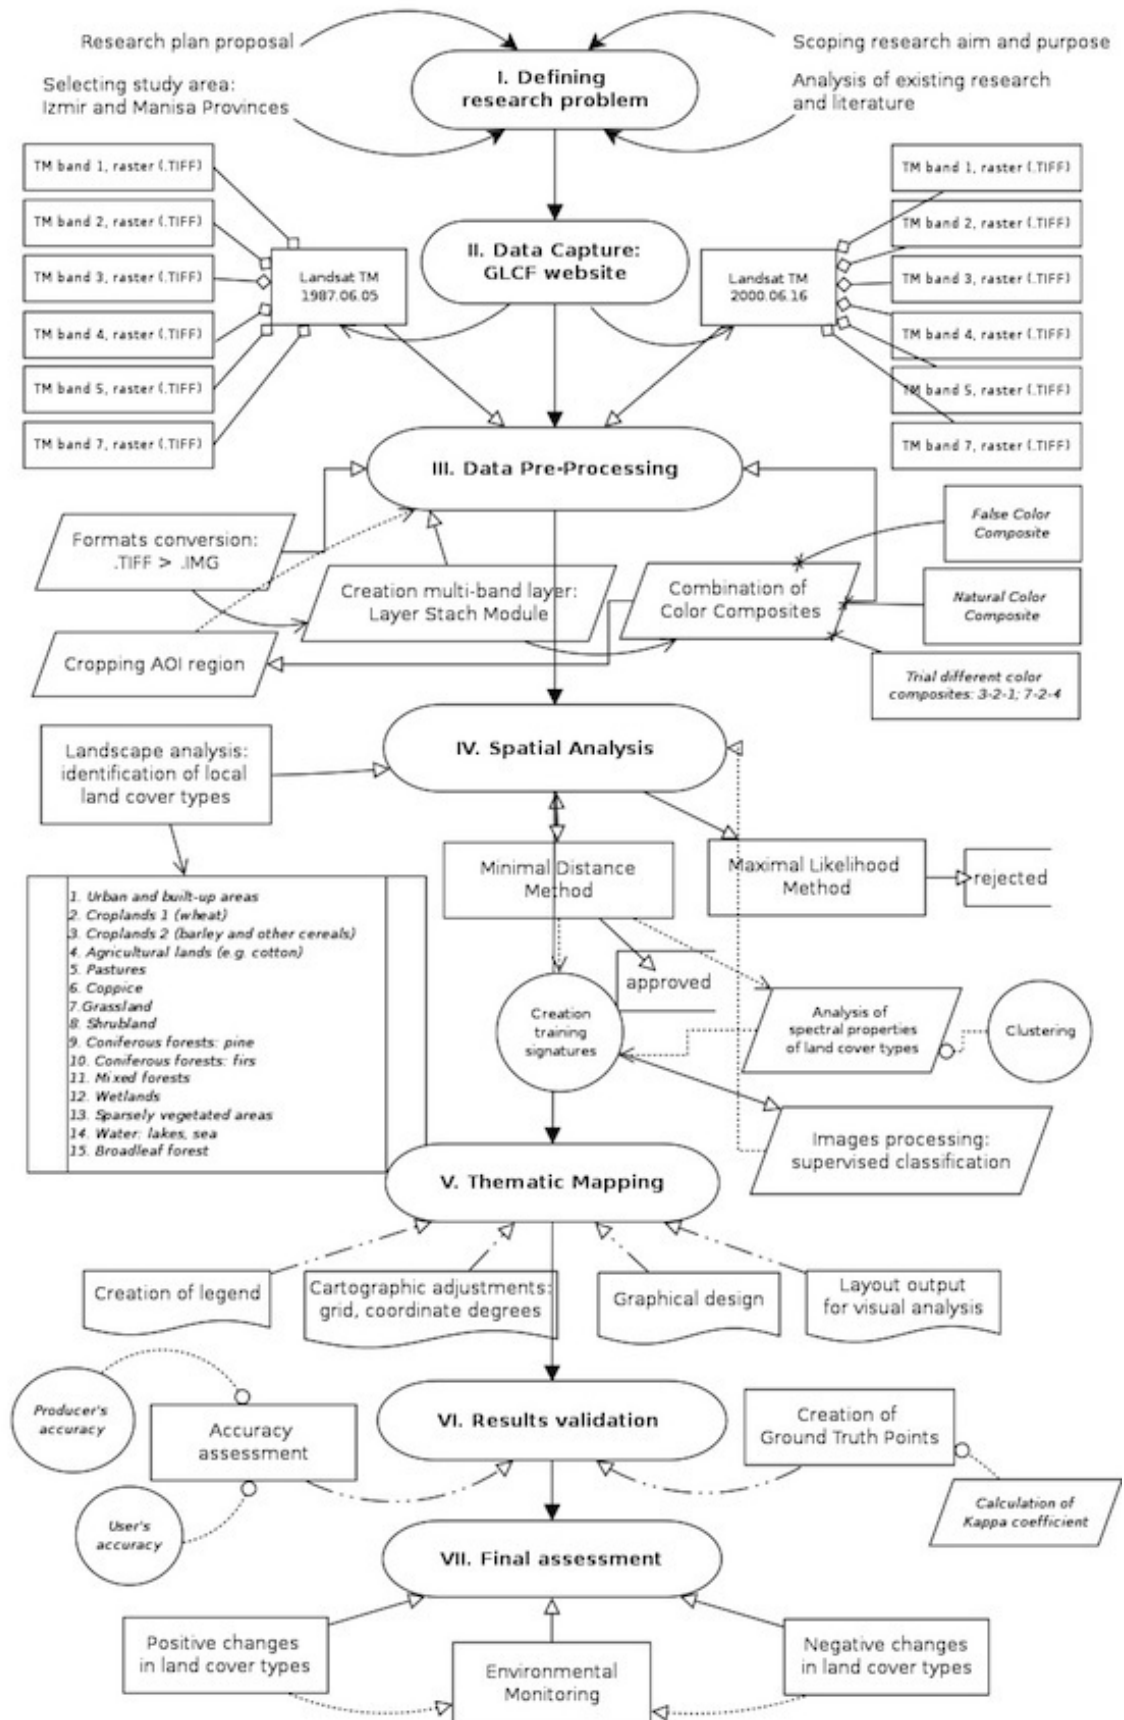 Research plan proposal
Scoping research aim and purpose
I. Defining
research problem
Selecting study area:
Izmir and Manisa Provinces
Analysis of existing research
and literature
TM band 1, raster (.TIFF)
TM band 2, raster (.TIFF)
TM band 3, raster (.TIFF)
TM band 4, raster (.TIFF)
TM band 5, raster (.TIFF)
TM band 7, raster (.TIFF)
Landsat TM
1987.06.05
II. Data Capture:
GLCF website
Landsat TM
2000.06.16
TM band 1, raster (.TIFF)
TM band 2, raster (.TIFF)
TM band 3, raster (.TIFF)
TM band 4, raster (.TIFF)
TM band 5, raster (.TIFF)
TM band 7, raster (.TIFF)
III. Data Pre-Processing
Formats conversion:
.TIFF > .IMG
Creation multi-band layer:
Layer Stach Module
Combination of
Color Composites
False Color
Composite
Natural Color
Composite
Trial different color
composites: 3-2-1; 7-2-4
Cropping AOI region
IV. Spatial Analysis
Landscape analysis:
identification of local
land cover types
Minimal Distance
Method
Maximal Likelihood
Method
rejected
1. Urban and built-up areas
2. Croplands 1 (wheat)
3. Croplands 2 (barley and other cereals)
4. Agricultural lands (e.g. cotton)
5. Pastures
6. Coppice
7.Grassland
8. Shrubland
9. Coniferous forests: pine
10. Coniferous forests: firs
11. Mixed forests
12. Wetlands
13. Sparsely vegetated areas
14. Water: lakes, sea
15. Broadleaf forest
approved
Creation
training
signatures
Analysis of
spectral properties
of land cover types
Clustering
Images processing:
supervised classification
V. Thematic Mapping
Creation of legend
Cartographic adjustments:
grid, coordinate degrees
Graphical design
Layout output
for visual analysis
Producer's
accuracy
Accuracy
assessment
User's
accuracy
VI. Results validation
Creation of
Ground Truth Points
Calculation of
Kappa coefficient
VII. Final assessment
Positive changes
in land cover types
Environmental
Monitoring
Negative changes
in land cover types